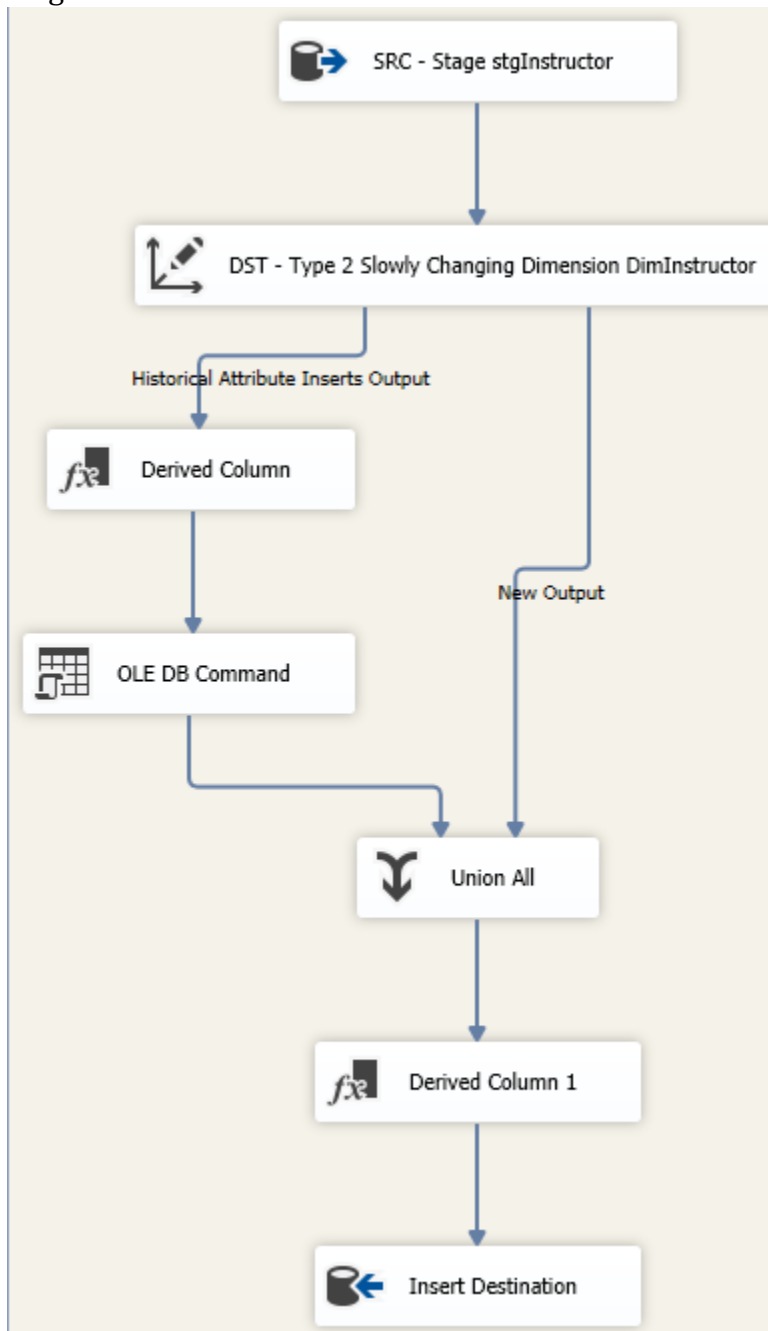 SRC - Stage stgInstructor
DST - Type 2 Slowly Changing Dimension DimInstructor
Historical Attribute Inserts Output
Derived Column
New Output
OLE DB Command
Union All
Derived Column 1
Insert Destination